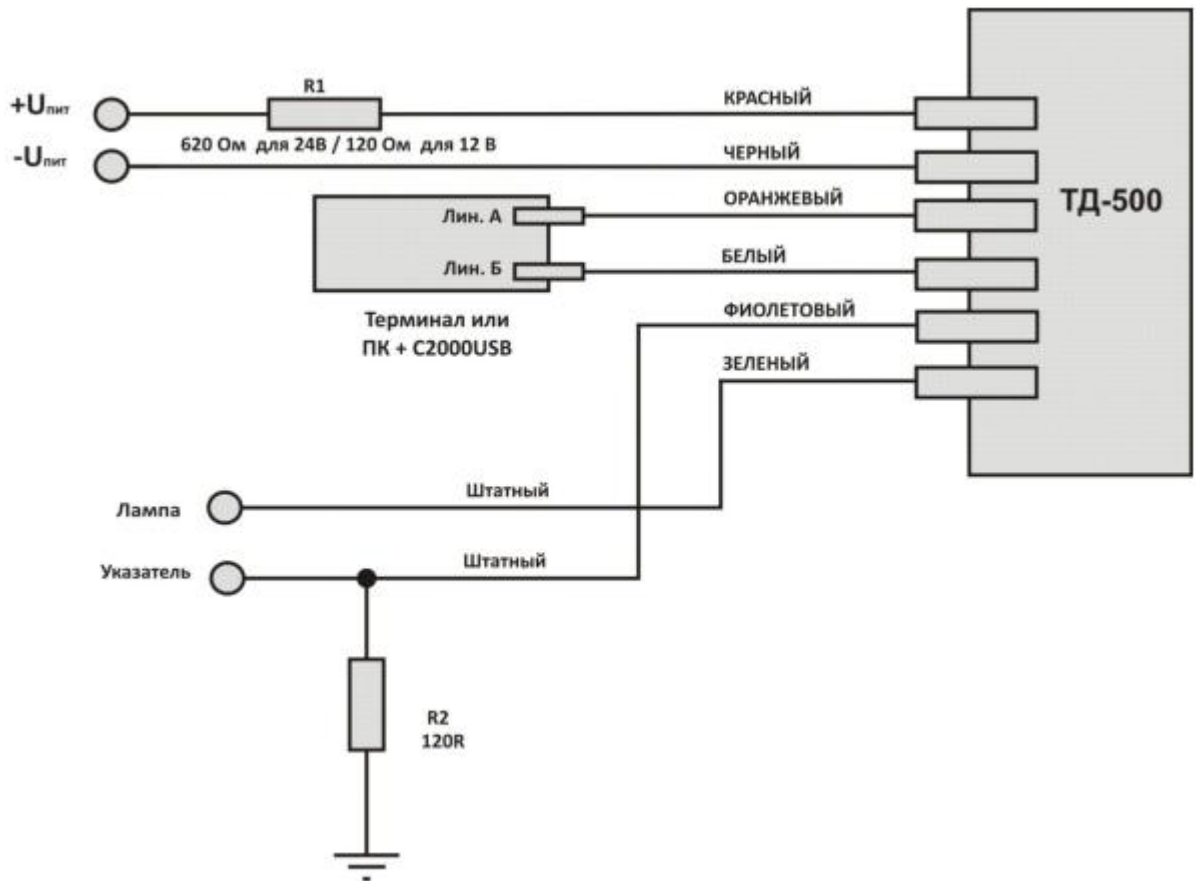 R1
+Uпит
КРАСНЫЙ
620 Ом для 24В / 120 Ом для 12 В
-Uпит
ЧЕРНЫЙ
ОРАНЖЕВЫЙ
ТД-500
Лин. А
БЕЛЫЙ
Лин. Б
ФИОЛЕТОВЫЙ
Терминал или
ПК + С2000USB
ЗЕЛЕНЫЙ
Штатный
Лампа
Штатный
Указатель
R2
120R